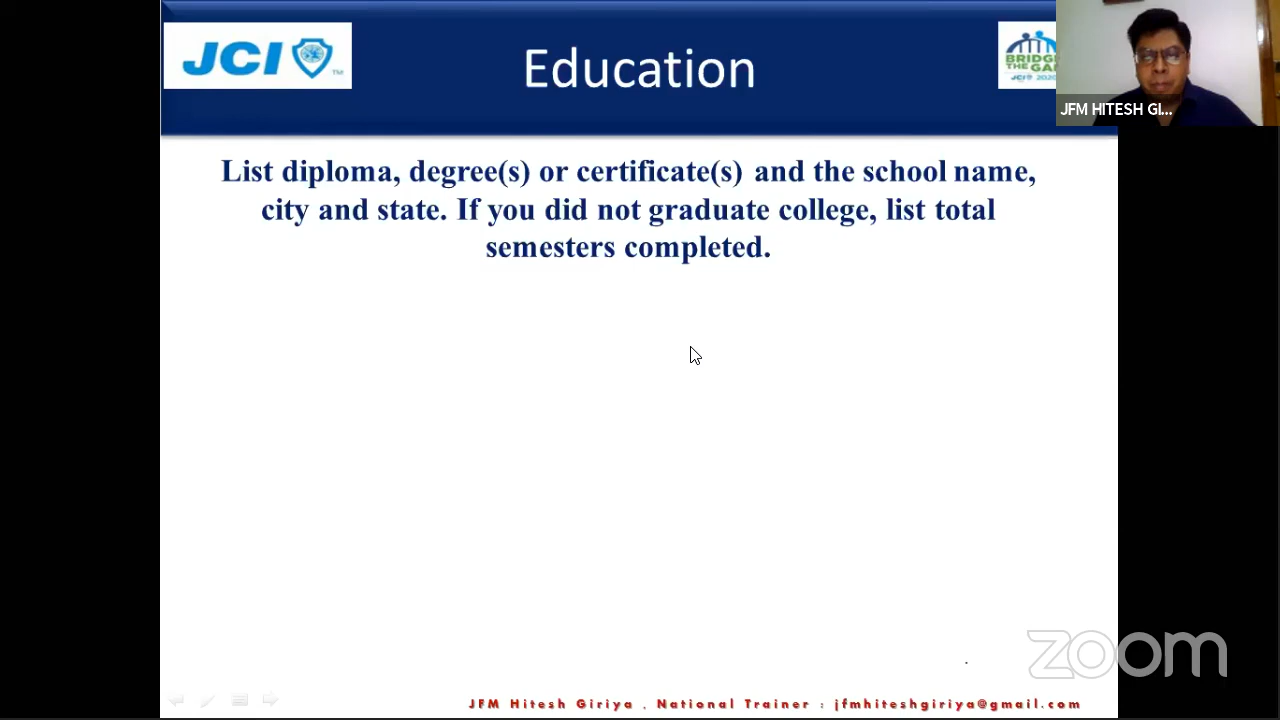 JCI
TM
Education
BRIDGE
THE GA
JCI 2020
JFM HITESH GI...
List diploma, degree(s) or certificate(s) and the school name,
city and state. If you did not graduate college, list total
semesters completed.
zoom
JFM Hitesh Giriya , National Trainer : jfmhiteshgiriya@gmail.com